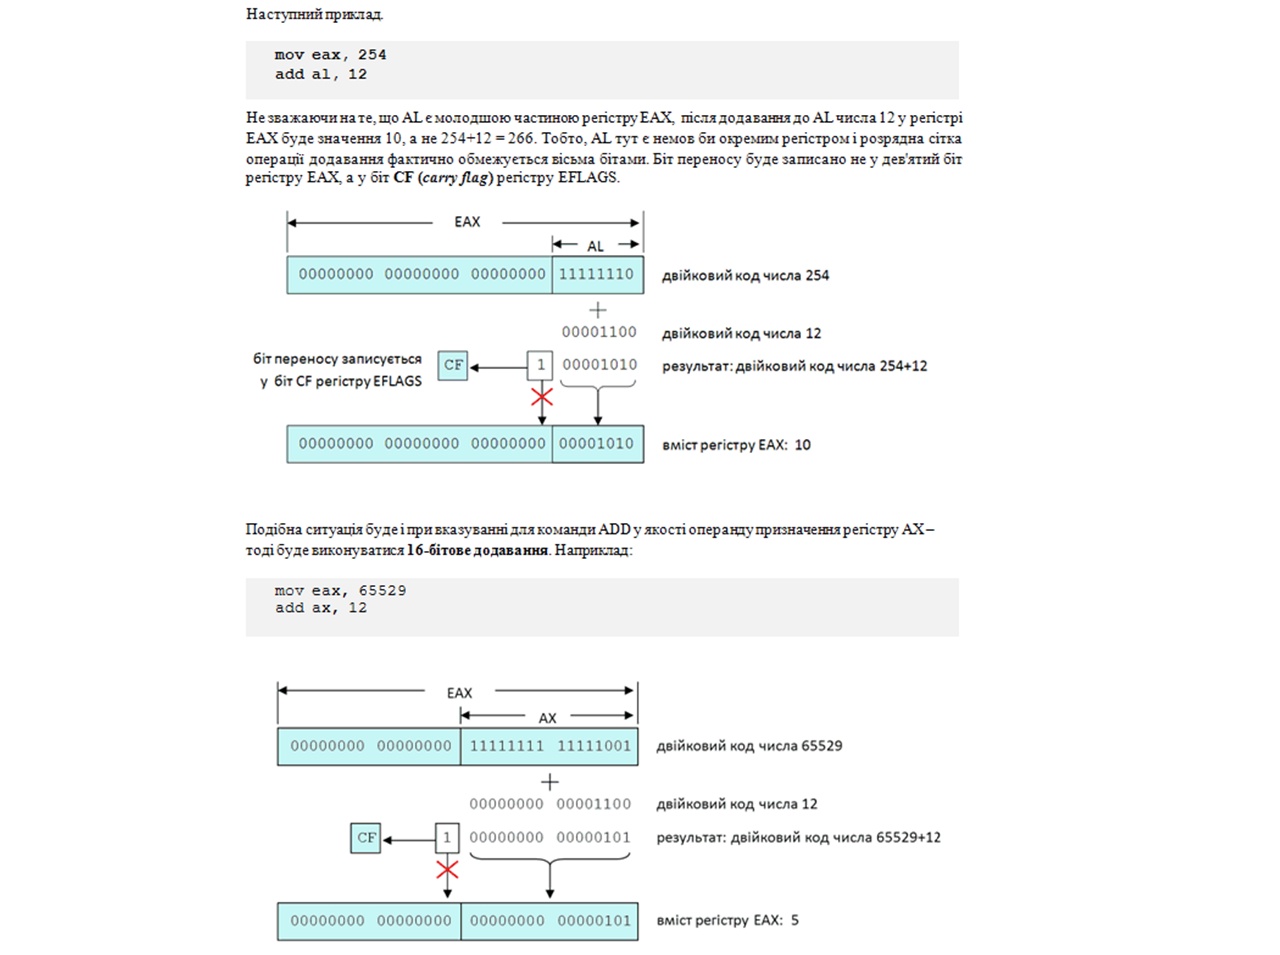 Наступний приклад.
mov eax, 254
add al, 12
Не зважаючи на те, що AL є молодшою частиною регістру EAX, після додавання до AL числа 12 у регістрі
EAX буде значення 10, а не 254+12 = 266. Тобто, AL тут є немов би окремим регістром і розрядна сітка
операції додавання фактично обмежується вісьма бітами. Біт переносу буде записано не у дев'ятий біт
регістру EAX, а у біт CF (carry flag) регістру EFLAGS.
EAX
AL
00000000 00000000 00000000 11111110 двійковий код числа 254
+
00001100 двійковий код числа 12
біт переносу записується
у біт CF регістру EFLAGS
CF 1 00001010 результат: двійковий код числа 254+12
00000000 00000000 00000000 00001010 вміст регістру EAX: 10
Подібна ситуація буде і при вказуванні для команди ADD у якості операнду призначення регістру AX –
тоді буде виконуватися 16-бітове додавання. Наприклад:
mov eax, 65529
add ax, 12
EAX
AX
00000000 00000000 11111111 11111001 двійковий код числа 65529
+
00000000 00001100 двійковий код числа 12
CF 1 00000000 00000101 результат: двійковий код числа 65529+12
00000000 00000000 00000000 00000101 вміст регістру EAX: 5